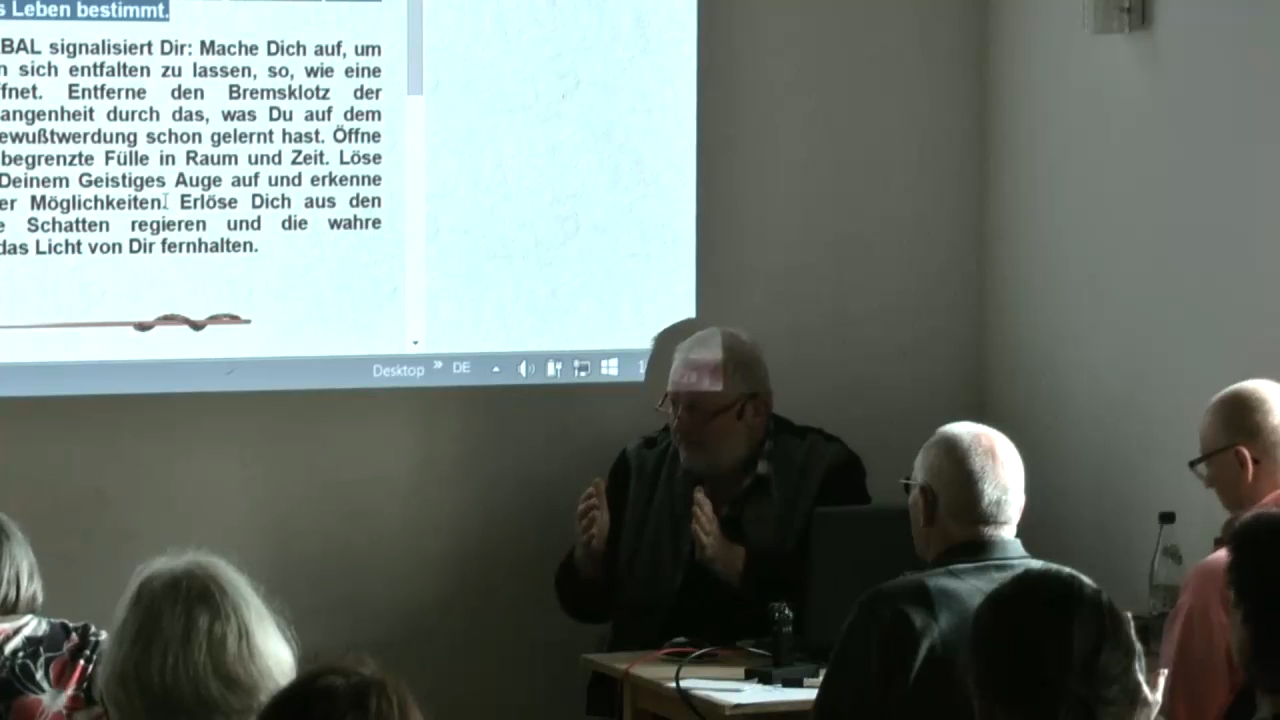 s Leben bestimmt.
BAL signalisiert Dir: Mache Dich auf, um
n sich entfalten zu lassen, so, wie eine
ffnet. Entferne den Bremsklotz der
angenheit durch das, was Du auf dem
ewußtwerdung schon gelernt hast. Öffne
begrenzte Fülle in Raum und Zeit. Löse
Deinem Geistiges Auge auf und erkenne
er Möglichkeiten. Erlöse Dich aus den
e Schatten regieren und die wahre
das Licht von Dir fernhalten.
Desktop » DE 1